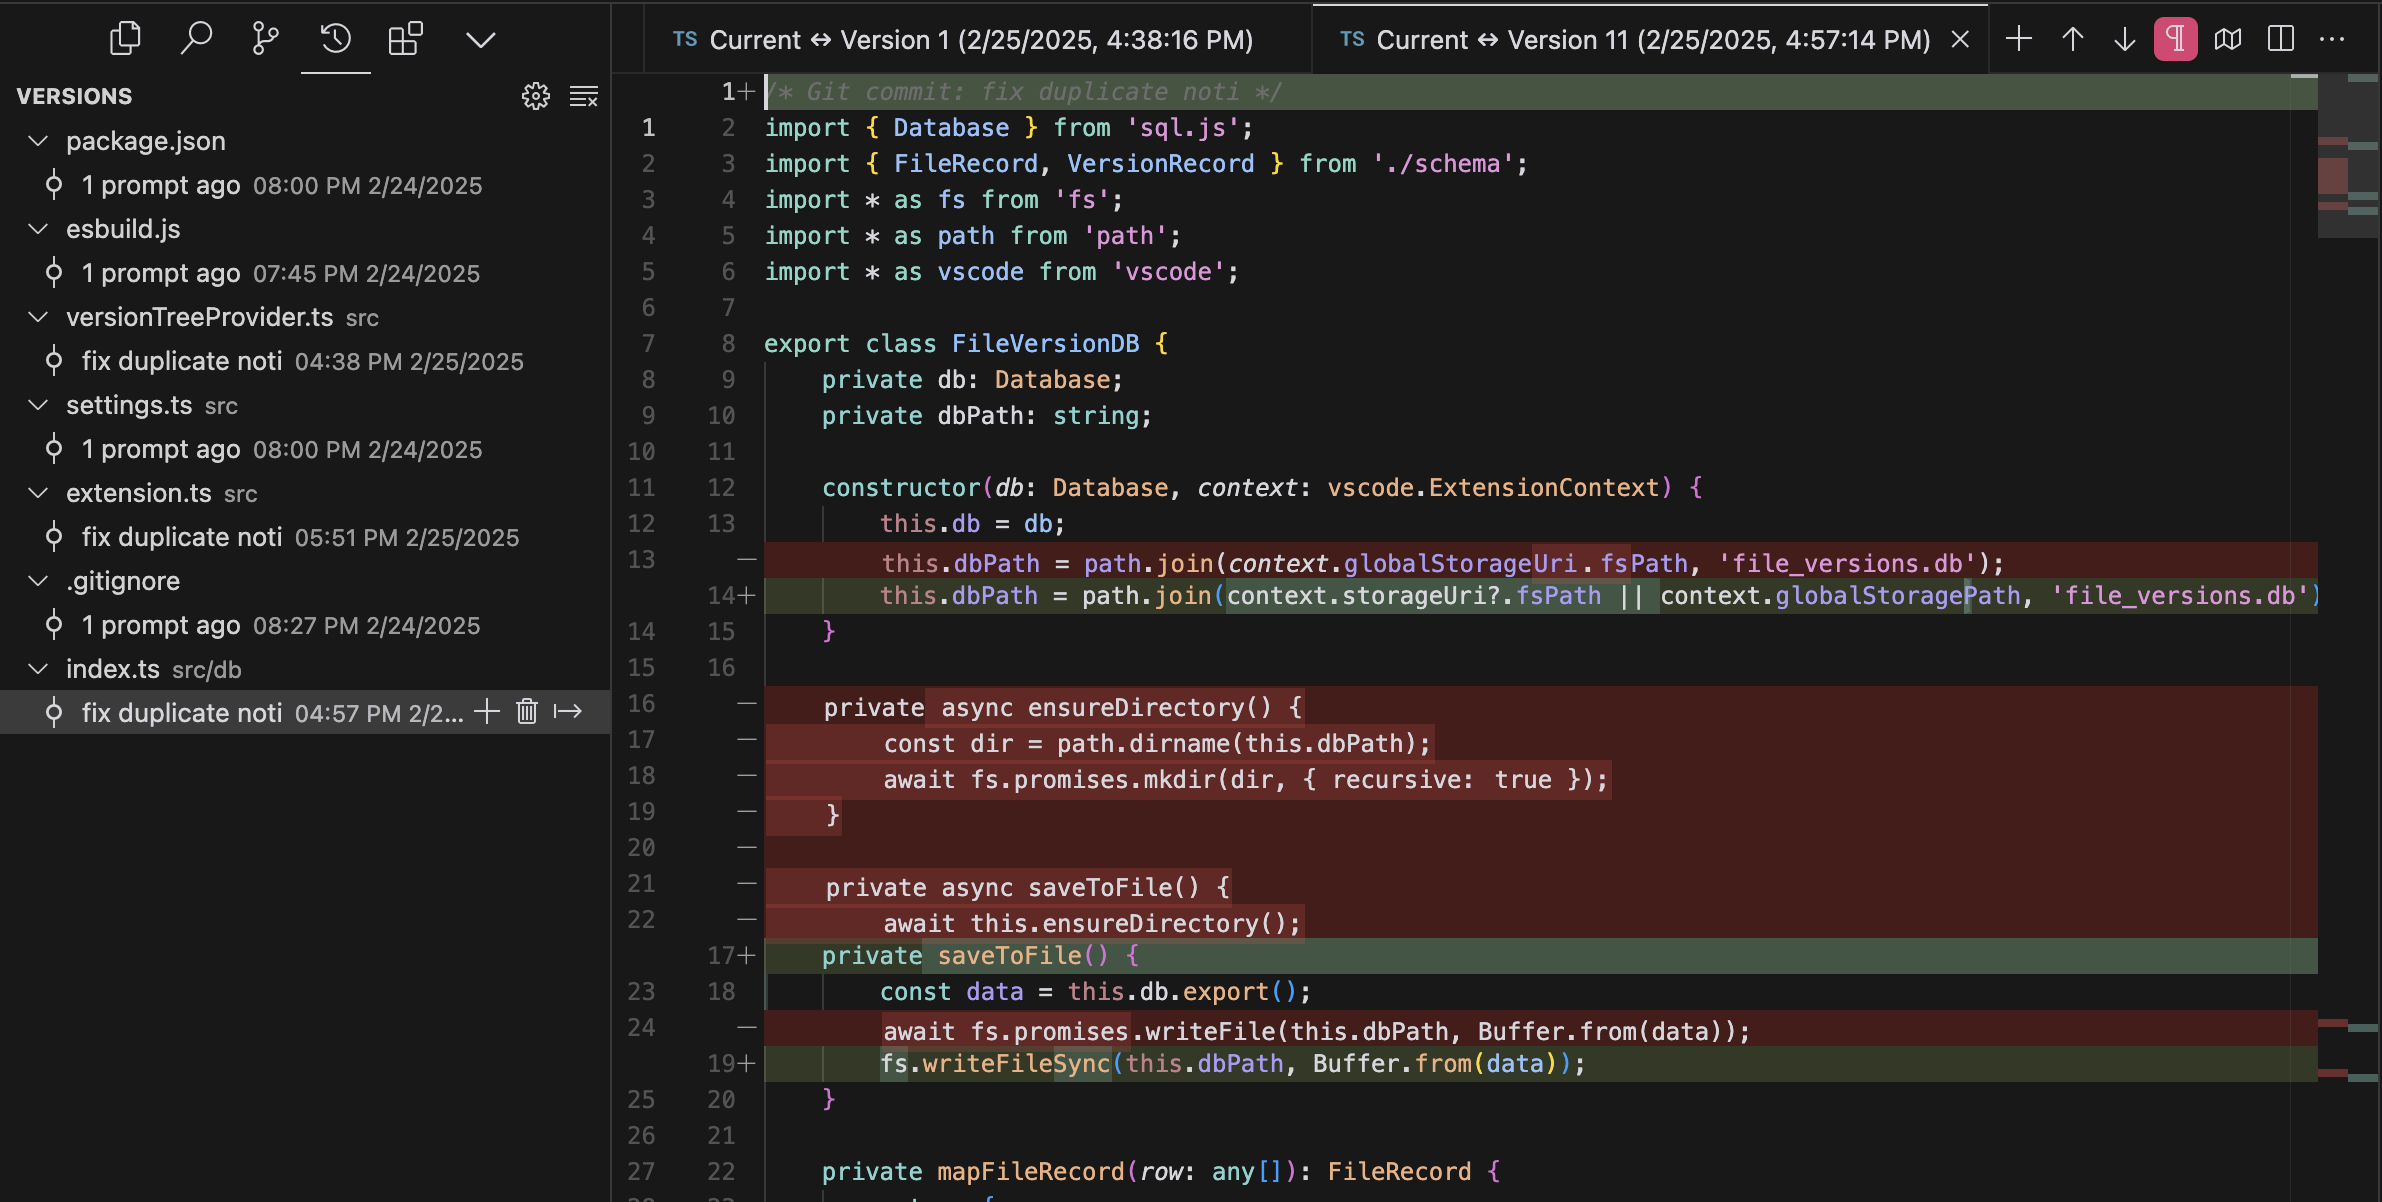 TS Current ↔ Version 1 (2/25/2025, 4:38:16 PM)
TS Current ↔ Version 11 (2/25/2025, 4:57:14 PM)
VERSIONS
package.json
1 prompt ago 08:00 PM 2/24/2025
esbuild.js
1 prompt ago 07:45 PM 2/24/2025
versionTreeProvider.ts src
fix duplicate noti 04:38 PM 2/25/2025
settings.ts src
1 prompt ago 08:00 PM 2/24/2025
extension.ts src
fix duplicate noti 05:51 PM 2/25/2025
.gitignore
1 prompt ago 08:27 PM 2/24/2025
index.ts src/db
fix duplicate noti 04:57 PM 2/2...
1+ /* Git commit: fix duplicate noti */
1 2 import { Database } from 'sql.js';
2 3 import { FileRecord, VersionRecord } from './schema';
3 4 import * as fs from 'fs';
4 5 import * as path from 'path';
5 6 import * as vscode from 'vscode';
6 7
7 8 export class FileVersionDB {
8 9     private db: Database;
9 10     private dbPath: string;
10 11
11 12     constructor(db: Database, context: vscode.ExtensionContext) {
12 13         this.db = db;
13 —         this.dbPath = path.join(context.globalStorageUri.fsPath, 'file_versions.db');
14+         this.dbPath = path.join(context.storageUri?.fsPath || context.globalStoragePath, 'file_versions.db')
14 15     }
15 16
16 —     private async ensureDirectory() {
17 —         const dir = path.dirname(this.dbPath);
18 —         await fs.promises.mkdir(dir, { recursive: true });
19 —     }
20 —
21 —     private async saveToFile() {
22 —         await this.ensureDirectory();
17+     private saveToFile() {
23 18         const data = this.db.export();
24 —         await fs.promises.writeFile(this.dbPath, Buffer.from(data));
19+         fs.writeFileSync(this.dbPath, Buffer.from(data));
25 20     }
26 21
27 22     private mapFileRecord(row: any[]): FileRecord {